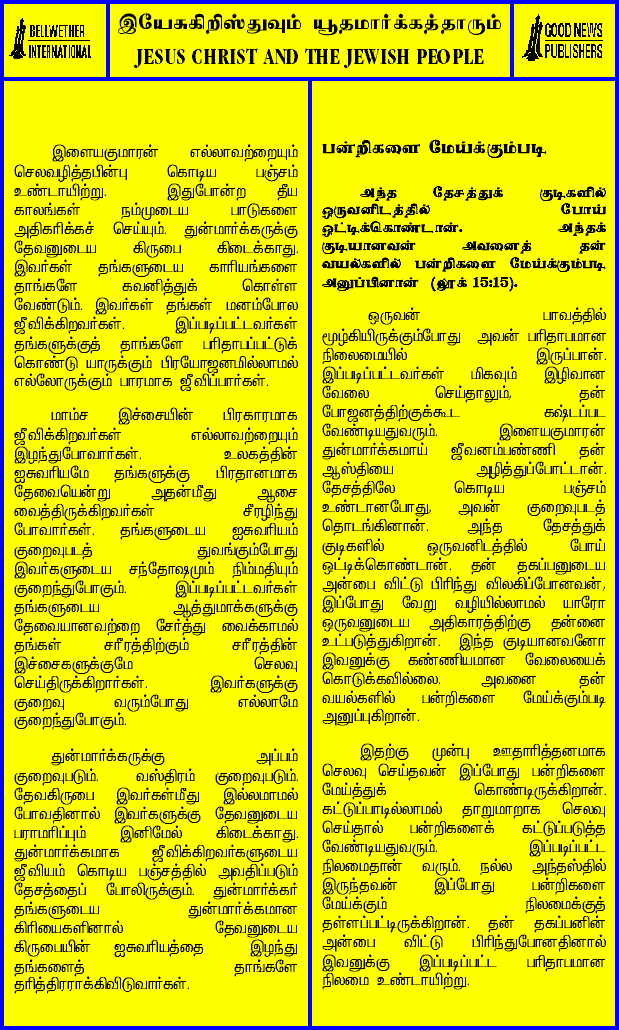 BELLWETHER
INTERNATIONAL
இயேசுகிறிஸ்துவும் யூதமார்க்கத்தாரும்
JESUS CHRIST AND THE JEWISH PEOPLE
GOOD NEWS
PUBLISHERS
இளையகுமாரன் எல்லாவற்றையும்
செலவழித்தபின்பு கொடிய பஞ்சம்
உண்டாயிற்று. இதுபோன்ற தீய
காலங்கள் நம்முடைய பாடுகளை
அதிகரிக்கச் செய்யும். துன்மார்க்கருக்கு
தேவனுடைய கிருபை கிடைக்காது.
இவர்கள் தங்களுடைய காரியங்களை
தாங்களே கவனித்துக் கொள்ள
வேண்டும். இவர்கள் தங்கள் மனம்போல
ஜீவிக்கிறவர்கள். இப்படிப்பட்டவர்கள்
தங்களுக்குத் தாங்களே பரிதாபப்பட்டுக்
கொண்டு யாருக்கும் பிரயோஜனமில்லாமல்
எல்லோருக்கும் பாரமாக ஜீவிப்பார்கள்.
மாம்ச இச்சையின் பிரகாரமாக
ஜீவிக்கிறவர்கள் எல்லாவற்றையும்
இழந்துபோவார்கள். உலகத்தின்
ஐசுவரியமே தங்களுக்கு பிரதானமாக
தேவையென்று அதன்மீது ஆசை
வைத்திருக்கிறவர்கள் சீரழிந்து
போவார்கள். தங்களுடைய ஐசுவரியம்
குறைவுபடத் துவங்கும்போது
இவர்களுடைய சந்தோஷமும் நிம்மதியும்
குறைந்துபோகும். இப்படிப்பட்டவர்கள்
தங்களுடைய ஆத்துமாக்களுக்கு
தேவையானவற்றை சேர்த்து வைக்காமல்
தங்கள் சரீரத்திற்கும் சரீரத்தின்
இச்சைகளுக்குமே செலவு
செய்திருக்கிறார்கள். இவர்களுக்கு
குறைவு வரும்போது எல்லாமே
குறைந்துபோகும்.
துன்மார்க்கருக்கு அப்பம்
குறைவுபடும். வஸ்திரம் குறைவுபடும்.
தேவகிருபை இவர்கள்மீது இல்லாமல்
போவதினால் இவர்களுக்கு தேவனுடைய
பராமரிப்பும் இனிமேல் கிடைக்காது.
துன்மார்க்கமாக ஜீவிக்கிறவர்களுடைய
ஜீவியம் கொடிய பஞ்சத்தில் அவதிப்படும்
தேசத்தைப் போலிருக்கும். துன்மார்க்கர்
தங்களுடைய துன்மார்க்கமான
கிரியைகளினால் தேவனுடைய
கிருபையின் ஐசுவரியத்தை இழந்து
தங்களைத் தாங்களே
தரித்திரராக்கிவிடுவார்கள்.
பன்றிகளை மேய்க்கும்படி
அந்த தேசத்துக் குடிகளில்
ஒருவனிடத்தில் போய்
ஒட்டிக்கொண்டான். அந்தக்
குடியானவன் அவனைத் தன்
வயல்களில் பன்றிகளை மேய்க்கும்படி
அனுப்பினான் (லூக் 15:15).
ஒருவன் பாவத்தில்
மூழ்கியிருக்கும்போது அவன் பரிதாபமான
நிலைமையில் இருப்பான்.
இப்படிப்பட்டவர்கள் மிகவும் இழிவான
வேலை செய்தாலும், தன்
போஜனத்திற்குக்கூட கஷ்டப்பட
வேண்டியதுவரும். இளையகுமாரன்
துன்மார்க்கமாய் ஜீவனம்பண்ணி தன்
ஆஸ்தியை அழித்துப்போட்டான்.
தேசத்திலே கொடிய பஞ்சம்
உண்டானபோது, அவன் குறைவுபடத்
தொடங்கினான். அந்த தேசத்துக்
குடிகளில் ஒருவனிடத்தில் போய்
ஒட்டிக்கொண்டான். தன் தகப்பனுடைய
அன்பை விட்டு பிரிந்து விலகிப்போனவன்,
இப்போது வேறு வழியில்லாமல் யாரோ
ஒருவனுடைய அதிகாரத்திற்கு தன்னை
உட்படுத்துகிறான். இந்த குடியானவனோ
இவனுக்கு கண்ணியமான வேலையைக்
கொடுக்கவில்லை. அவனை தன்
வயல்களில் பன்றிகளை மேய்க்கும்படி
அனுப்புகிறான்.
இதற்கு முன்பு ஊதாரித்தனமாக
செலவு செய்தவன் இப்போது பன்றிகளை
மேய்த்துக் கொண்டிருக்கிறான்.
கட்டுப்பாடில்லாமல் தாறுமாறாக செலவு
செய்தால் பன்றிகளைக் கட்டுப்படுத்த
வேண்டியதுவரும். இப்படிப்பட்ட
நிலமைதான் வரும். நல்ல அந்தஸ்தில்
இருந்தவன் இப்போது பன்றிகளை
மேய்க்கும் நிலமைக்குத்
தள்ளப்பட்டிருக்கிறான். தன் தகப்பனின்
அன்பை விட்டு பிரிந்துபோனதினால்
இவனுக்கு இப்படிப்பட்ட பரிதாபமான
நிலமை உண்டாயிற்று.